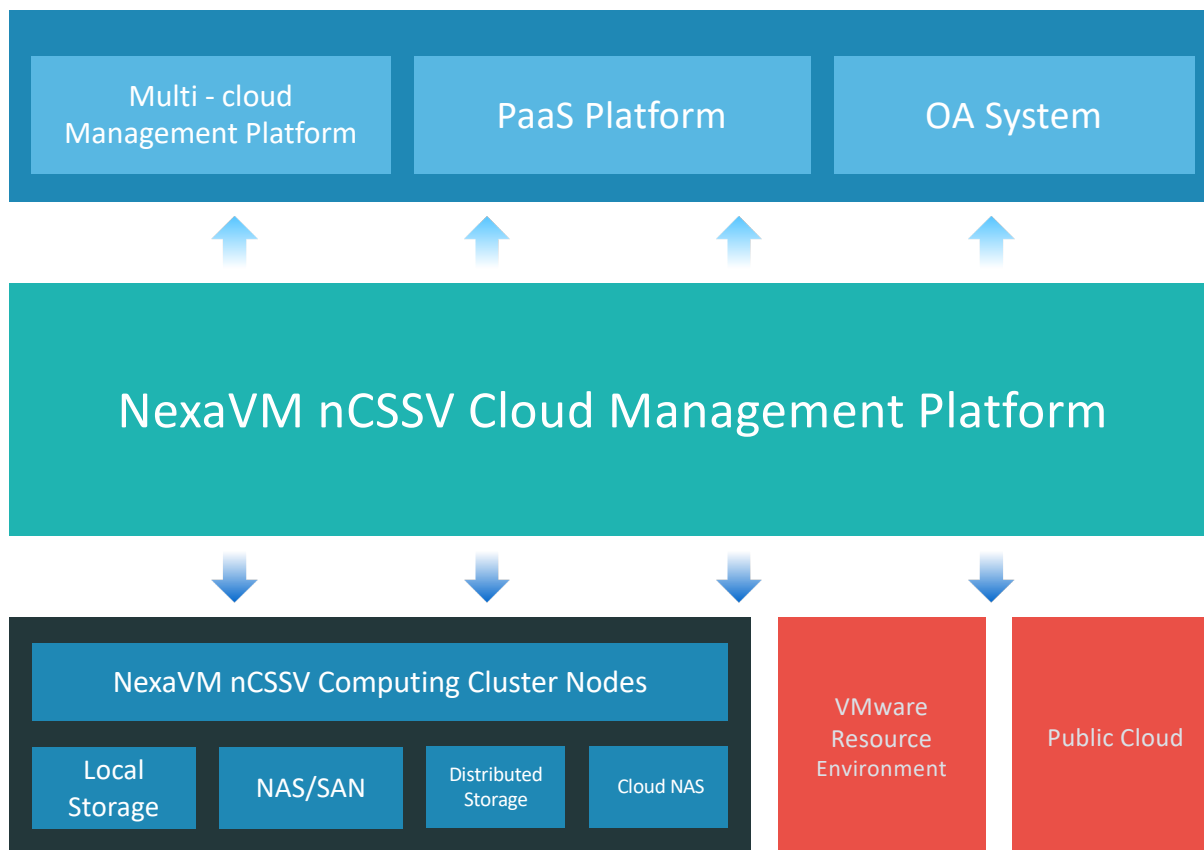 Multi - cloud
Management Platform
PaaS Platform
OA System
NexaVM nCSSV Cloud Management Platform
NexaVM nCSSV Computing Cluster Nodes
Local
Storage
NAS/SAN
Distributed
Storage
Cloud NAS
VMware
Resource
Environment
Public Cloud